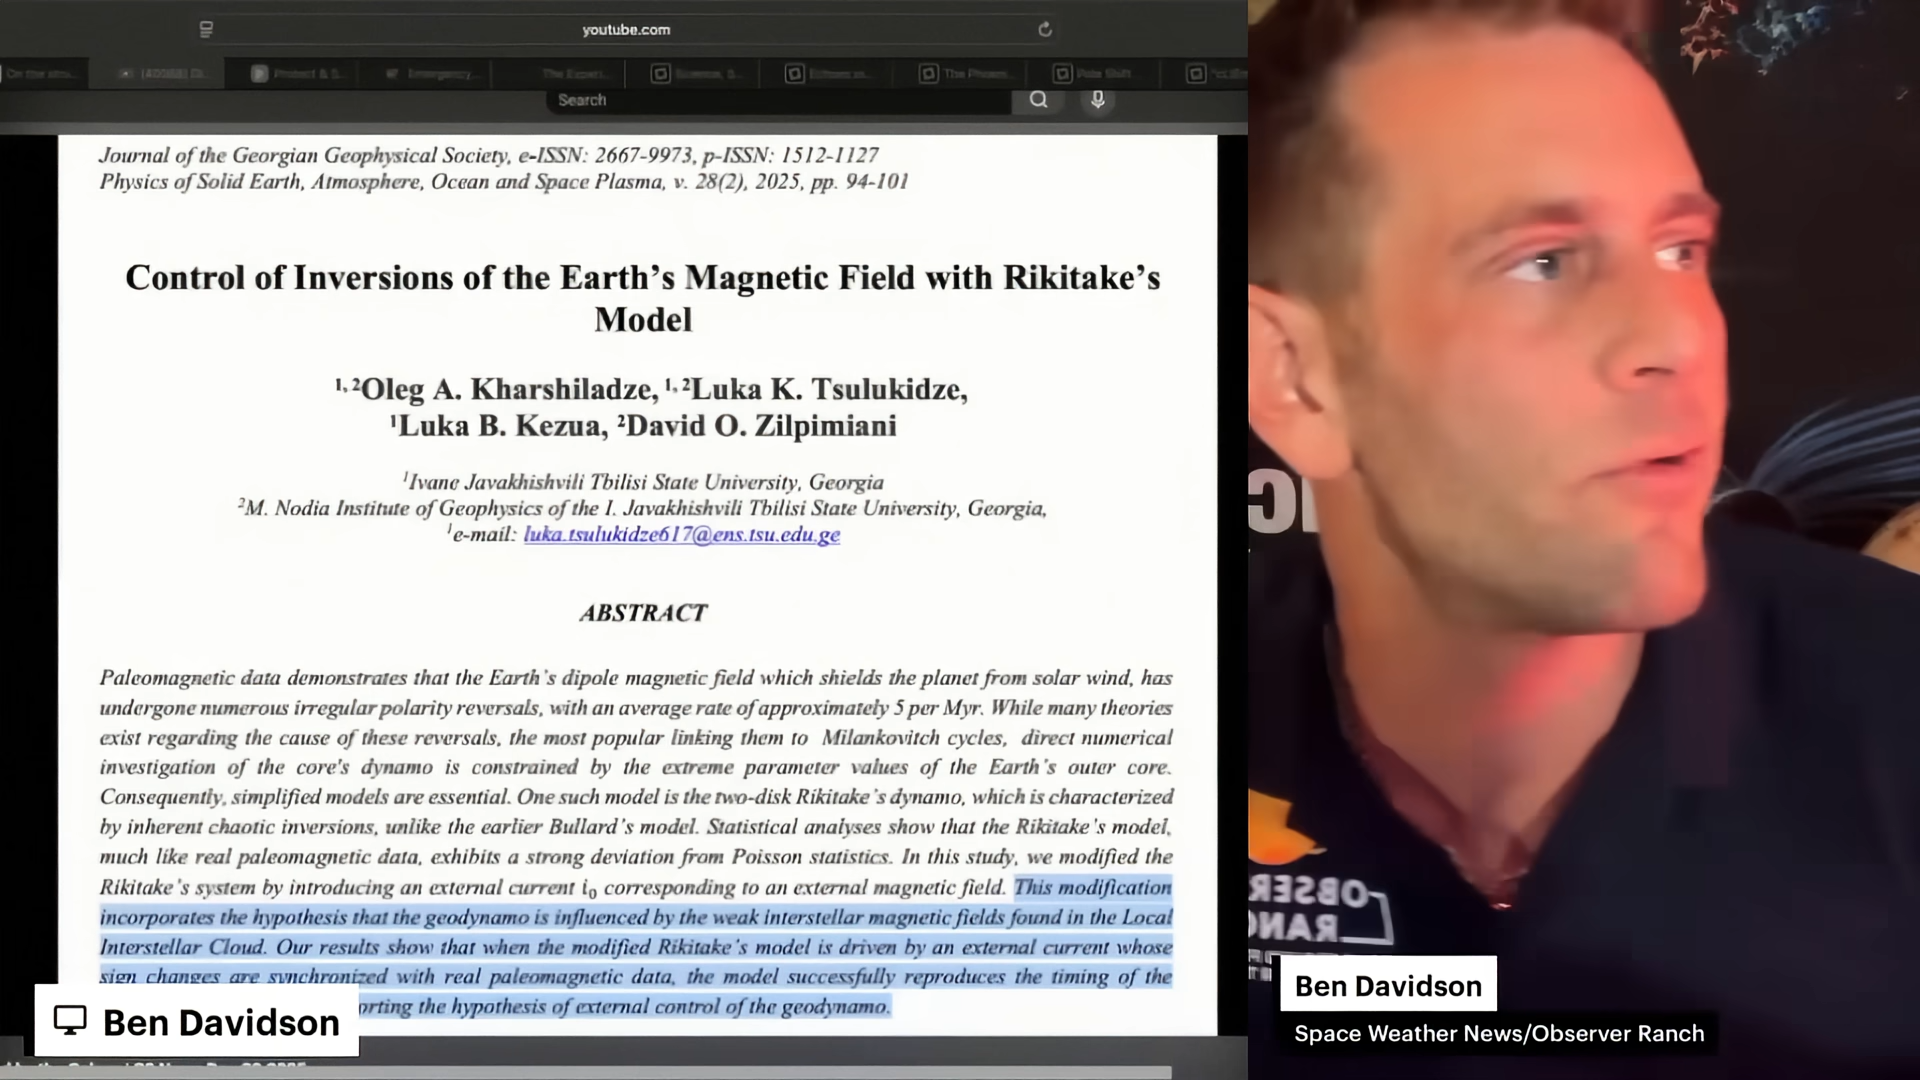 youtube.com
Search
Journal of the Georgian Geophysical Society, e-ISSN: 2667-9973, p-ISSN: 1512-1127
Physics of Solid Earth, Atmosphere, Ocean and Space Plasma, v. 28(2), 2025, pp. 94-101
Control of Inversions of the Earth's Magnetic Field with Rikitake's
Model
1, 2Oleg A. Kharshiladze, 1, 2Luka K. Tsulukidze,
1Luka B. Kezua, 2David O. Zilpimiani
1Ivane Javakhishvili Tbilisi State University, Georgia
2M. Nodia Institute of Geophysics of the I. Javakhishvili Tbilisi State University, Georgia,
1e-mail: luka.tsulukidze617@ens.tsu.edu.ge
ABSTRACT
Paleomagnetic data demonstrates that the Earth's dipole magnetic field which shields the planet from solar wind, has
undergone numerous irregular polarity reversals, with an average rate of approximately 5 per Myr. While many theories
exist regarding the cause of these reversals, the most popular linking them to Milankovitch cycles, direct numerical
investigation of the core's dynamo is constrained by the extreme parameter values of the Earth's outer core.
Consequently, simplified models are essential. One such model is the two-disk Rikitake's dynamo, which is characterized
by inherent chaotic inversions, unlike the earlier Bullard's model. Statistical analyses show that the Rikitake's model,
much like real paleomagnetic data, exhibits a strong deviation from Poisson statistics. In this study, we modified the
Rikitake's system by introducing an external current i0 corresponding to an external magnetic field. This modification
incorporates the hypothesis that the geodynamo is influenced by the weak interstellar magnetic fields found in the Local
Interstellar Cloud. Our results show that when the modified Rikitake's model is driven by an external current whose
sign changes are synchronized with real paleomagnetic data, the model successfully reproduces the timing of the
orting the hypothesis of external control of the geodynamo.
Ben Davidson
OBSER
RAN
Ben Davidson
Space Weather News/Observer Ranch